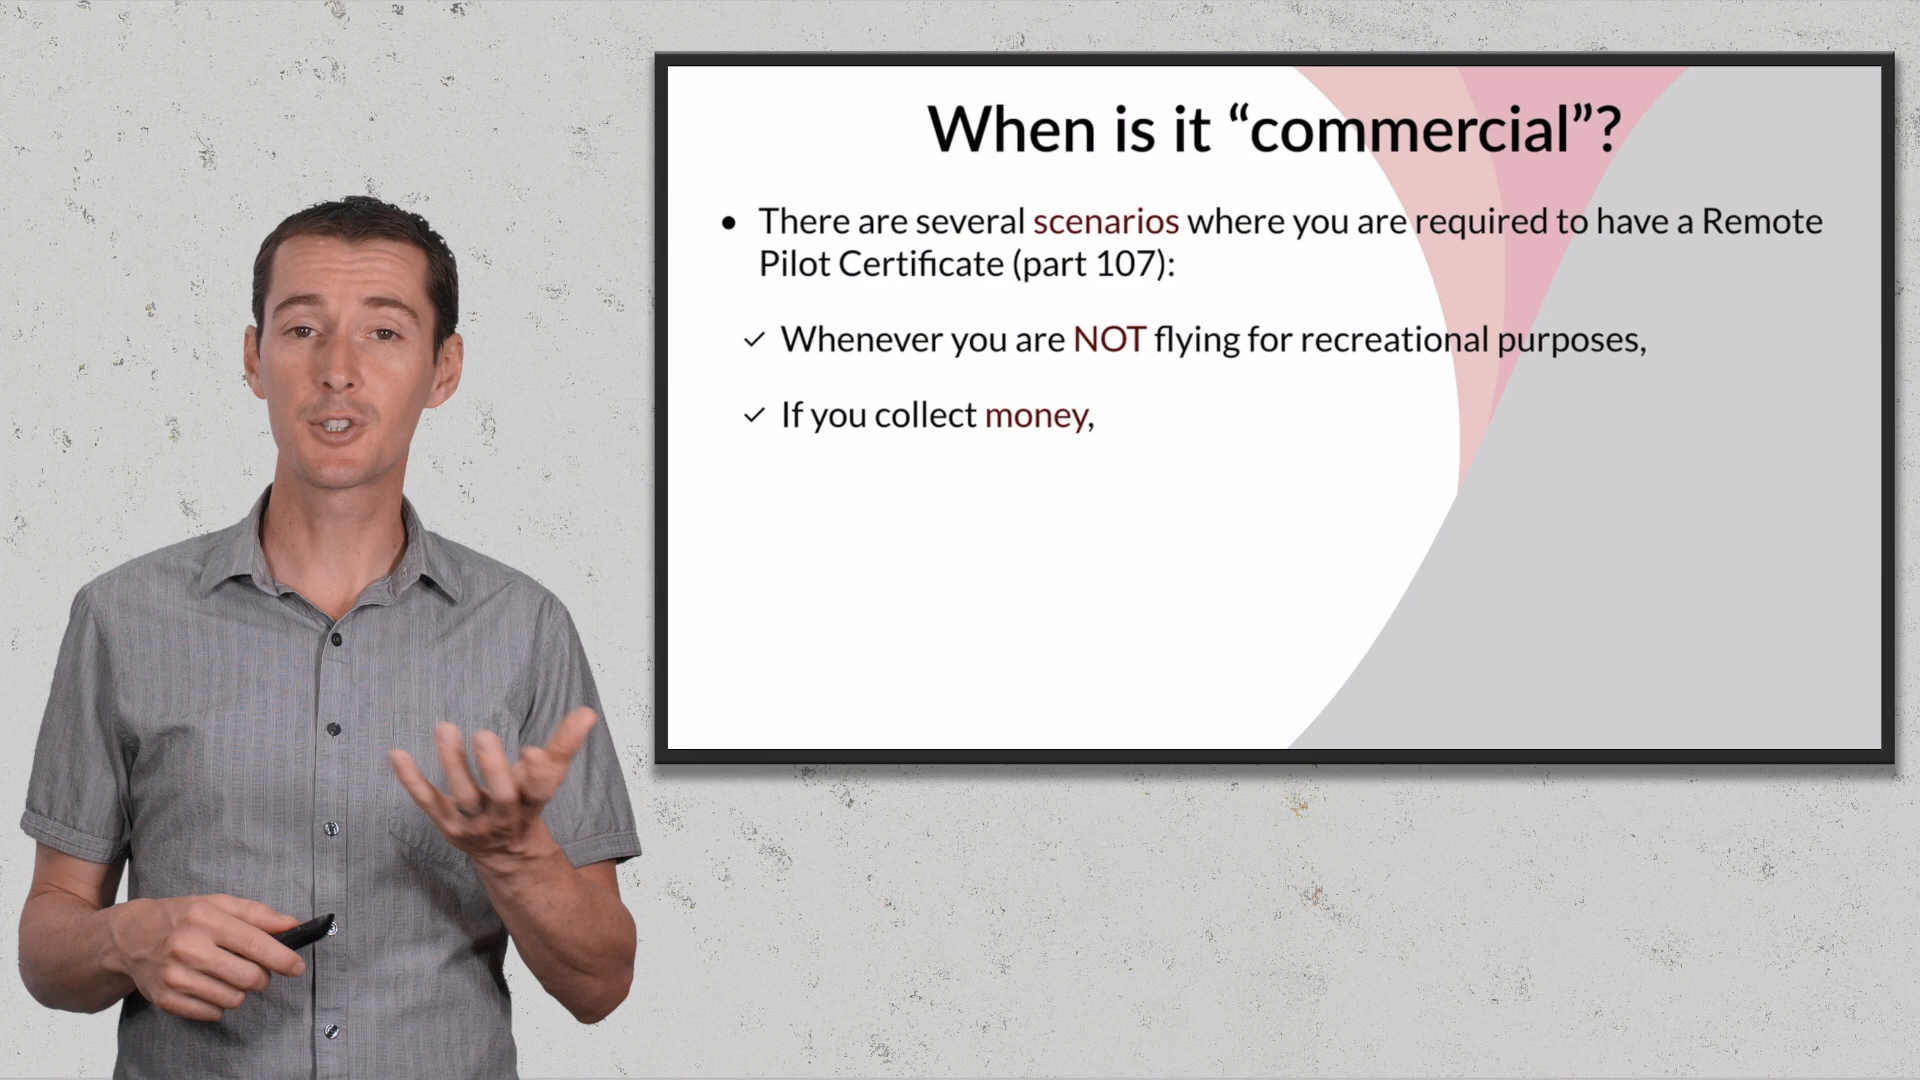 When is it “commercial”?
• There are several scenarios where you are required to have a Remote
Pilot Certificate (part 107):
✓ Whenever you are NOT flying for recreational purposes,
✓ If you collect money,